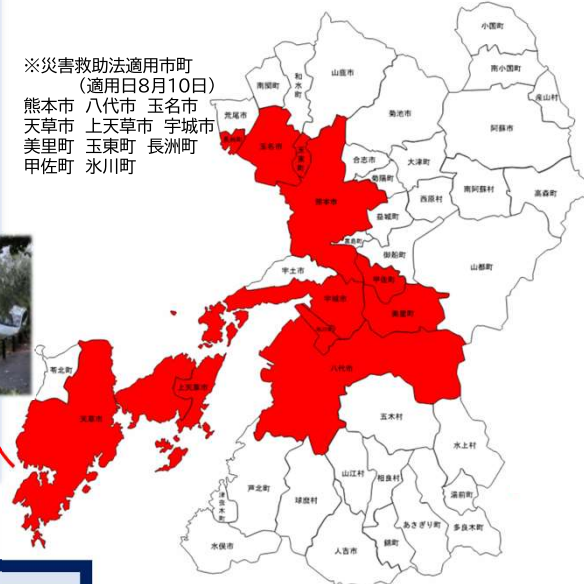 ※災害救助法適用市町
（適用日8月10日）
熊本市 八代市 玉名市
天草市 上天草市 宇城市
美里町 玉東町 長洲町
甲佐町 氷川町
小国町
南小国町
産山村
山鹿市
和水町
南関町
荒尾市
菊池市
阿蘇市
玉名市
合志市
大津町
菊陽町
西原村
南阿蘇村
高森町
熊本市
益城町
嘉島町
御船町
山都町
宇土市
甲佐町
宇城市
美里町
氷川町
八代市
苓北町
上天草市
天草市
五木村
水上村
山江村
相良村
湯前町
芦北町
球磨村
津奈木町
あさぎり町
多良木町
錦町
水俣市
人吉市